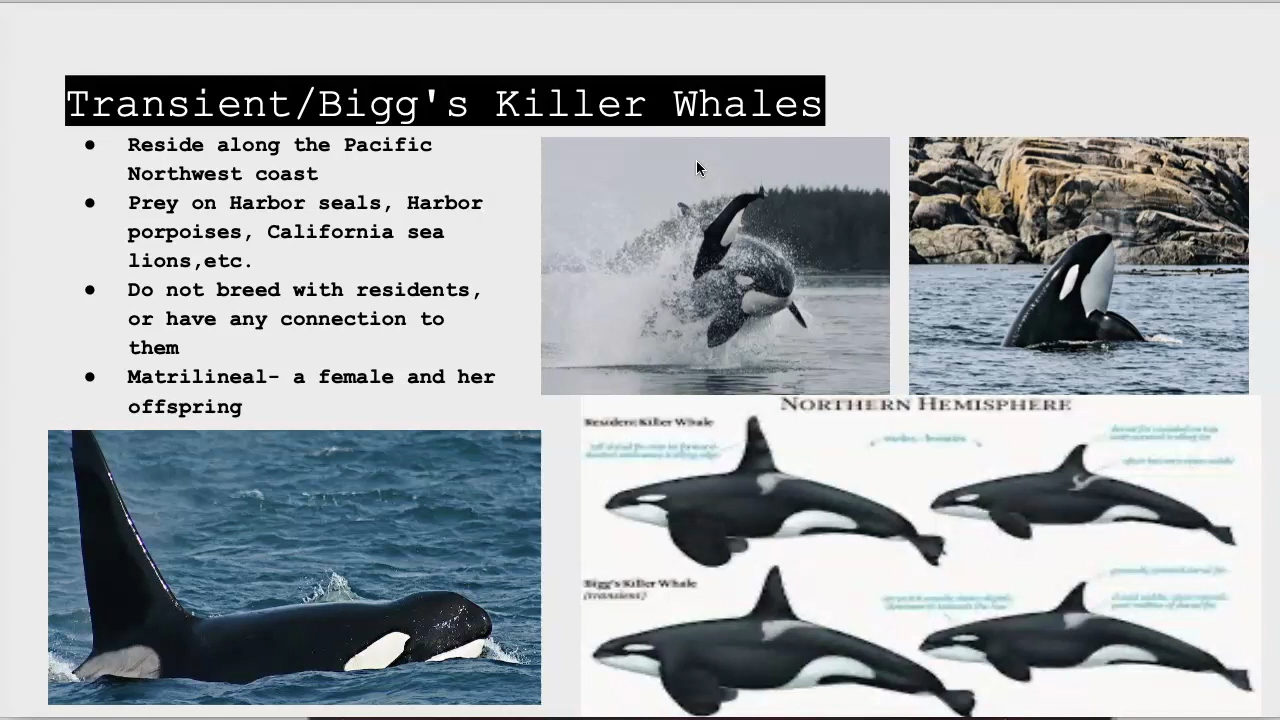 Transient/Bigg's Killer Whales
● Reside along the Pacific
Northwest coast
● Prey on Harbor seals, Harbor
porpoises, California sea
lions,etc.
● Do not breed with residents,
or have any connection to
them
● Matrilineal- a female and her
offspring
NORTHERN HEMISPHERE
Resident Killer Whale
Bigg's Killer Whale
(transient)